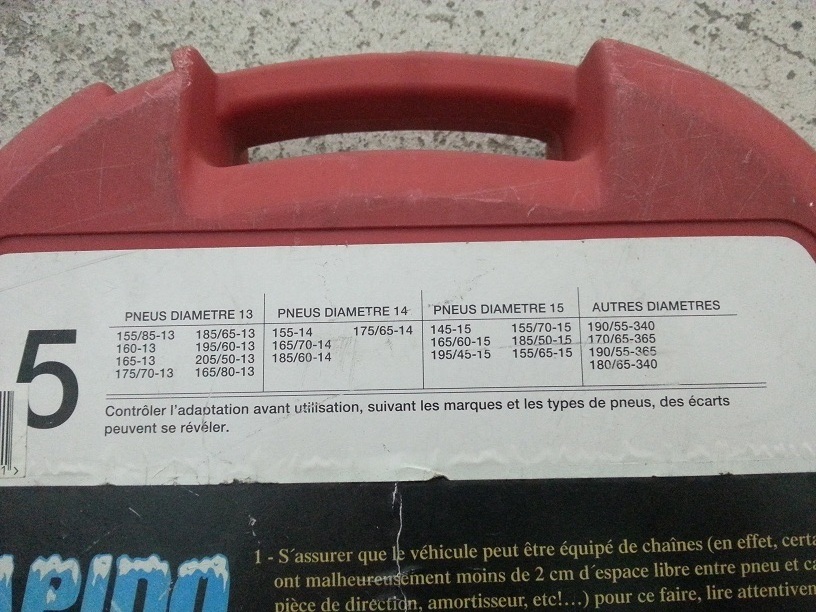 5
PNEUS DIAMETRE 13 PNEUS DIAMETRE 14 PNEUS DIAMETRE 15 AUTRES DIAMETRES
155/85-13 185/65-13 155-14 175/65-14 145-15 155/70-15 190/55-340
160-13 195/60-13 165/70-14 165/60-15 185/50-15 170/65-365
165-13 205/50-13 185/60-14 195/45-15 155/65-15 190/55-365
175/70-13 165/80-13 180/65-340
Contrôler l'adaptation avant utilisation, suivant les marques et les types de pneus, des écarts
peuvent se révéler.
1 - S´assurer que le véhicule peut être équipé de chaînes (en effet,
ont malheureusement moins de 2 cm d´espace libre entre pneu et
pièce de direction, amortisseur, etc!...) pour ce faire, lire